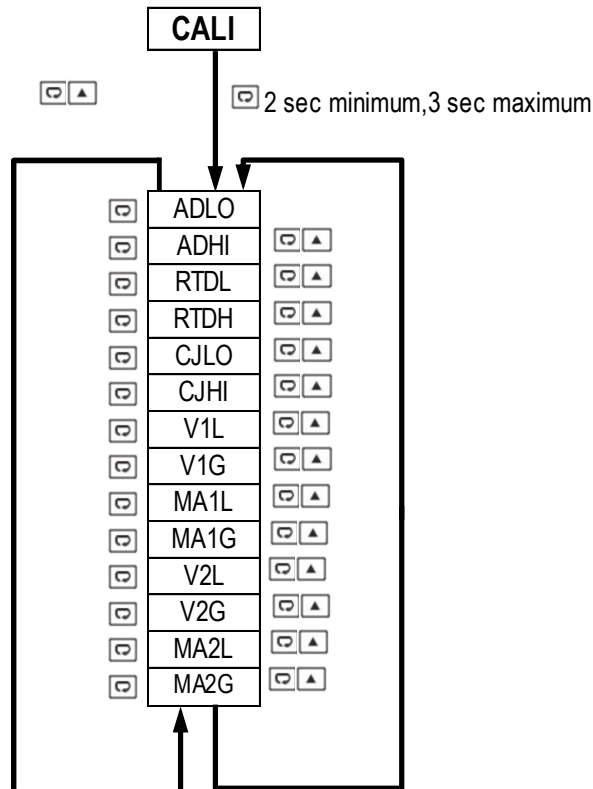 CALI
2 sec minimum,3 sec maximum
ADLO
ADHI
RTDL
RTDH
CJLO
CJHI
V1L
V1G
MA1L
MA1G
V2L
V2G
MA2L
MA2G